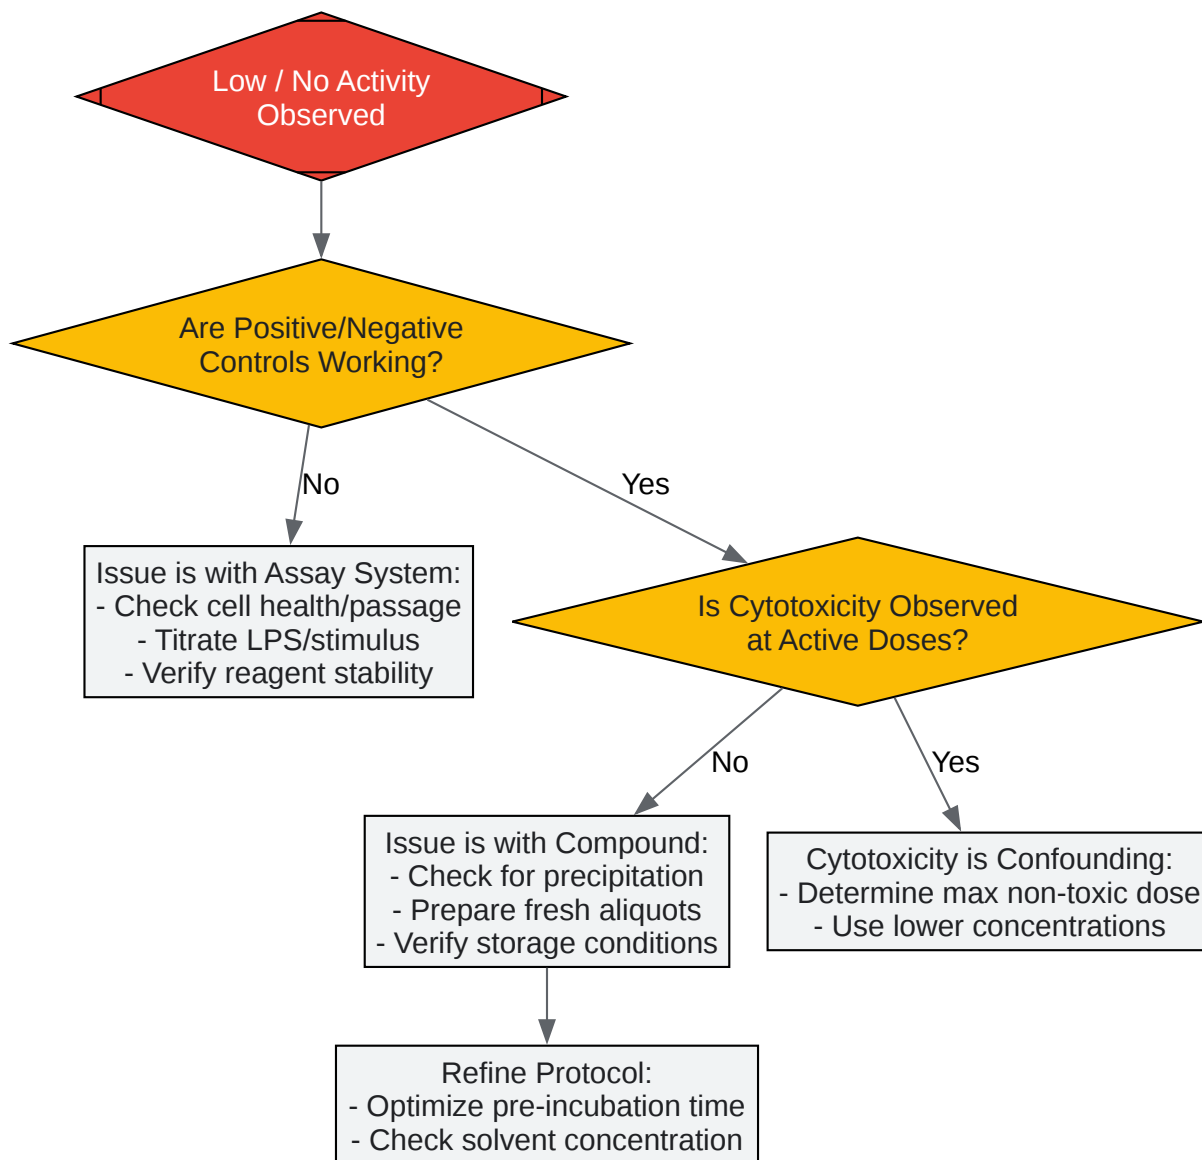 Low / No Activity
Observed
Are Positive/Negative
Controls Working?
No
Yes
Issue is with Assay System:
- Check cell health/passage
- Titrate LPS/stimulus
- Verify reagent stability
Is Cytotoxicity Observed
at Active Doses?
No
Yes
Issue is with Compound:
- Check for precipitation
- Prepare fresh aliquots
- Verify storage conditions
Cytotoxicity is Confounding:
- Determine max non-toxic dose
- Use lower concentrations
Refine Protocol:
- Optimize pre-incubation time
- Check solvent concentration